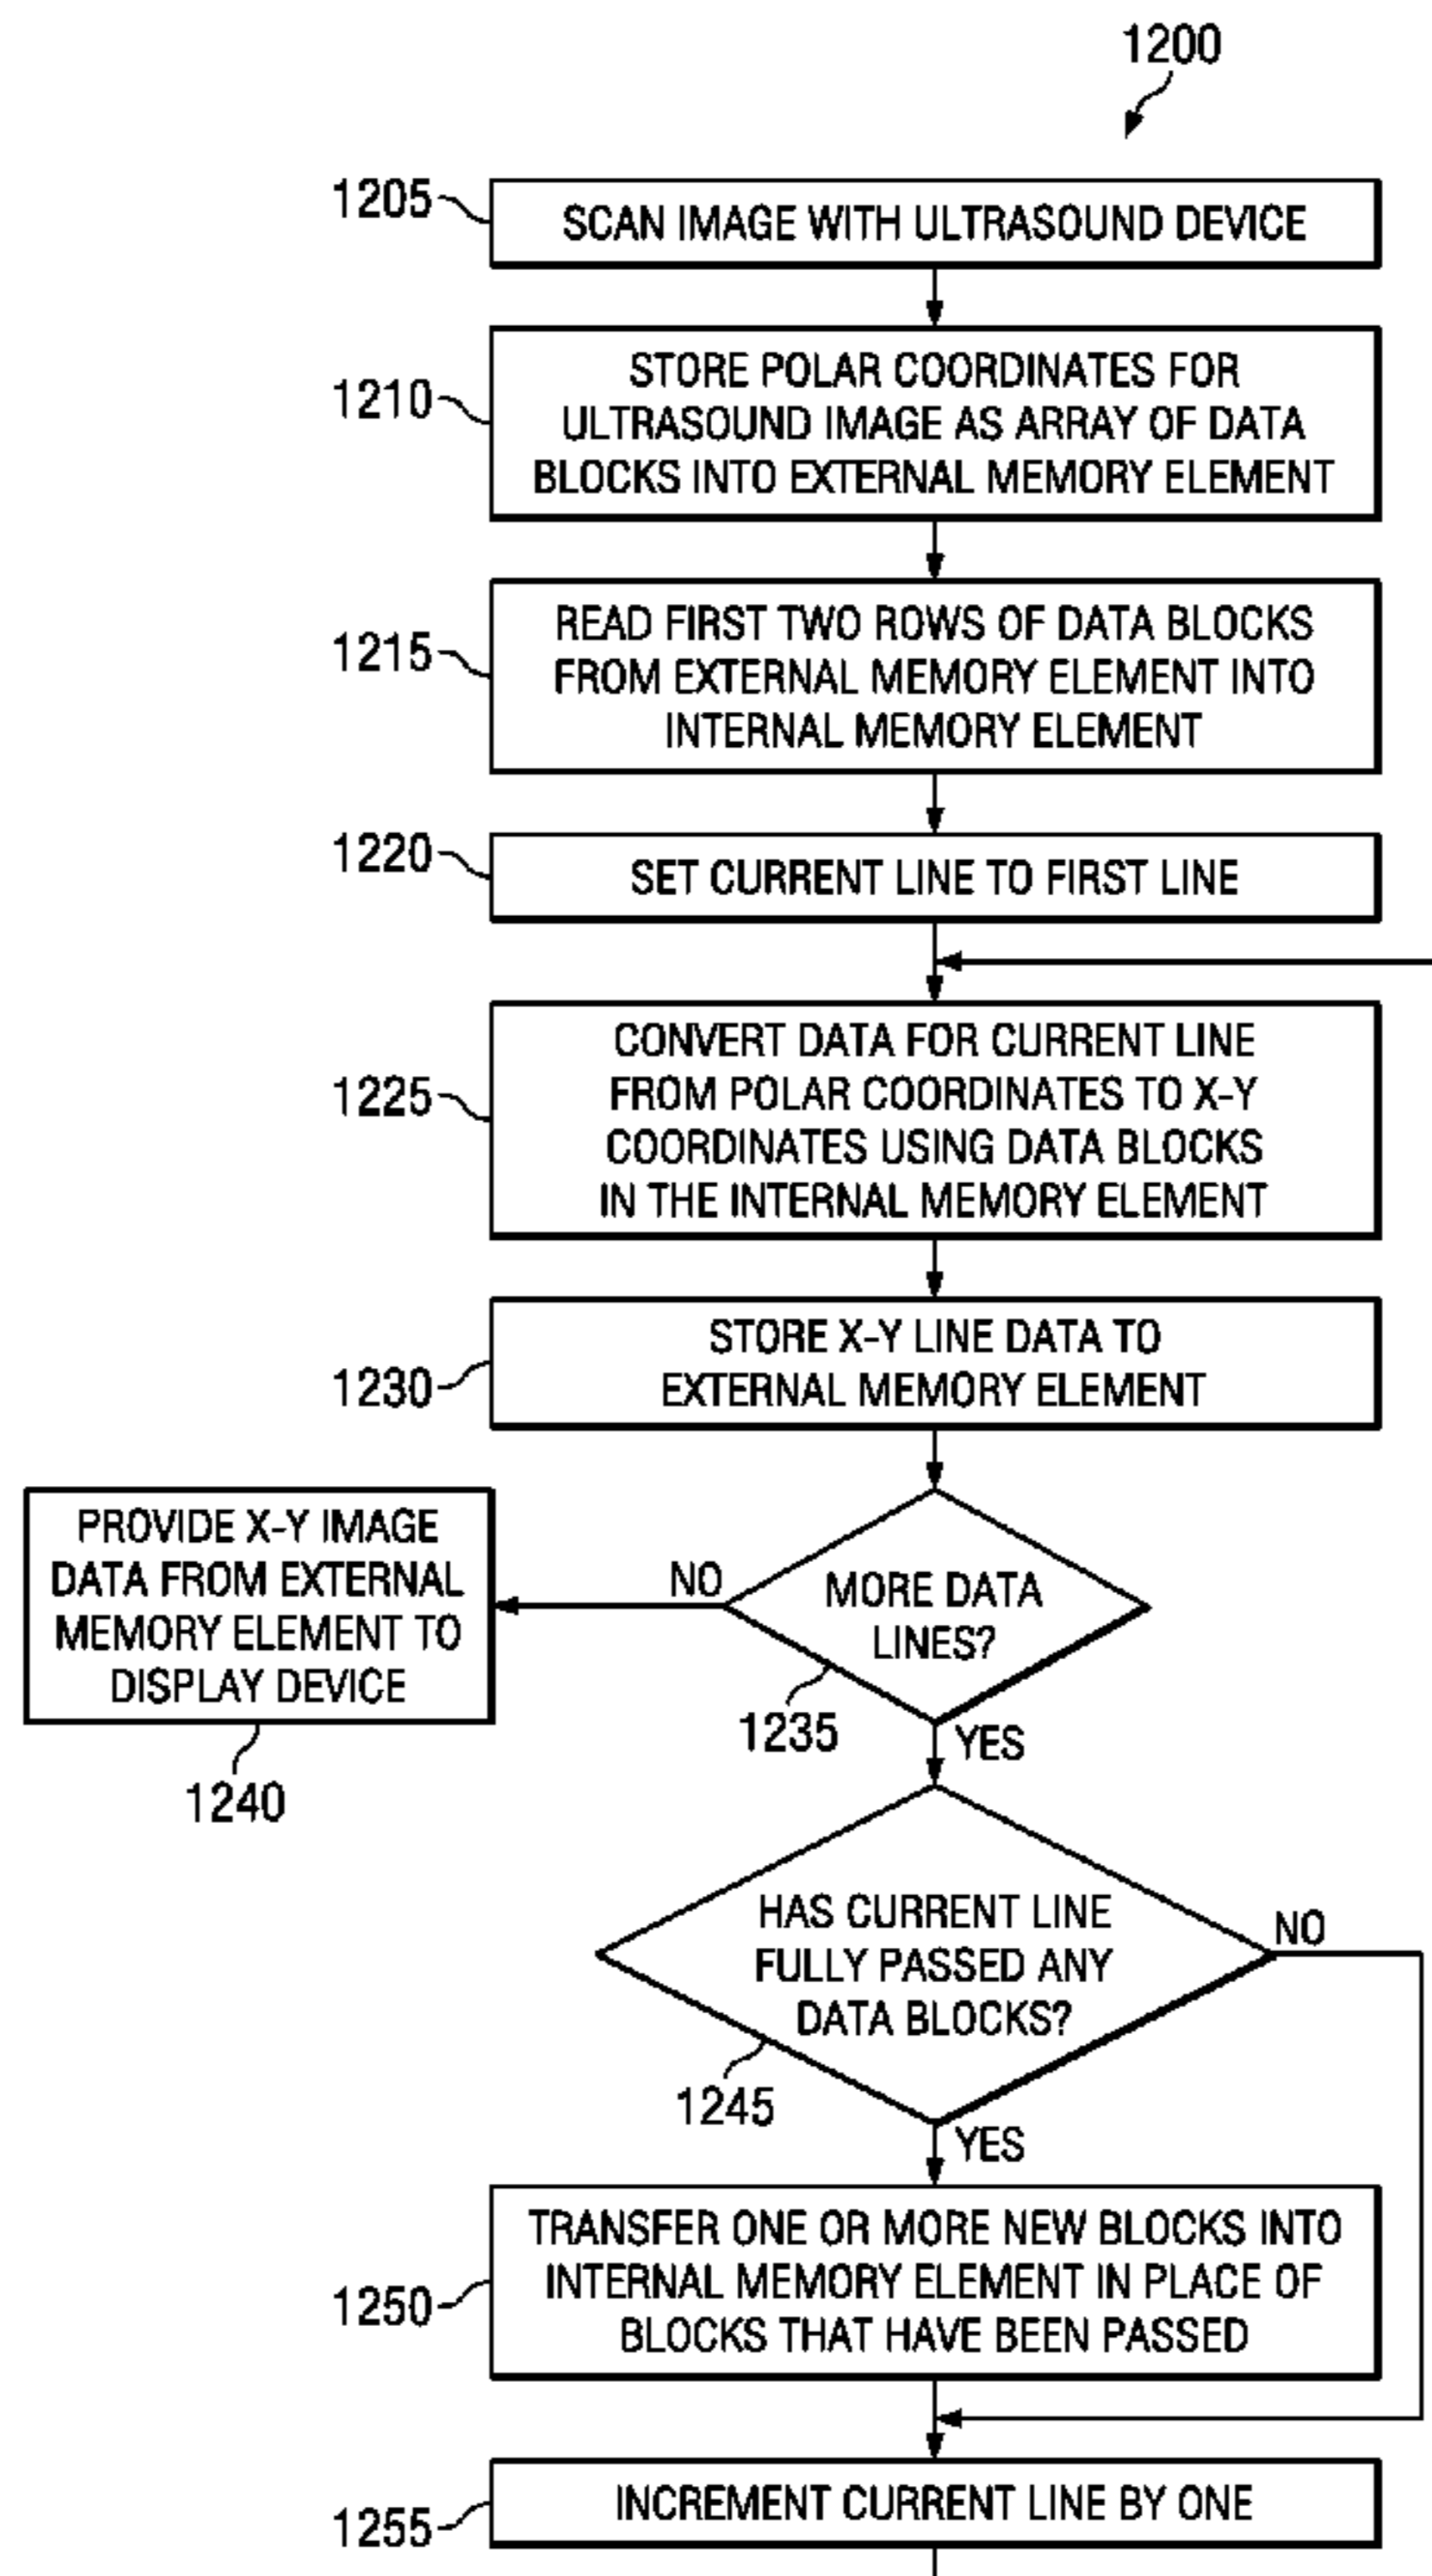 1200
1205
SCAN IMAGE WITH ULTRASOUND DEVICE
1210
STORE POLAR COORDINATES FOR
ULTRASOUND IMAGE AS ARRAY OF DATA
BLOCKS INTO EXTERNAL MEMORY ELEMENT
1215
READ FIRST TWO ROWS OF DATA BLOCKS
FROM EXTERNAL MEMORY ELEMENT INTO
INTERNAL MEMORY ELEMENT
1220
SET CURRENT LINE TO FIRST LINE
1225
CONVERT DATA FOR CURRENT LINE
FROM POLAR COORDINATES TO X-Y
COORDINATES USING DATA BLOCKS
IN THE INTERNAL MEMORY ELEMENT
1230
STORE X-Y LINE DATA TO
EXTERNAL MEMORY ELEMENT
MORE DATA
LINES?
1235
NO
PROVIDE X-Y IMAGE
DATA FROM EXTERNAL
MEMORY ELEMENT TO
DISPLAY DEVICE
1240
YES
HAS CURRENT LINE
FULLY PASSED ANY
DATA BLOCKS?
1245
NO
YES
1250
TRANSFER ONE OR MORE NEW BLOCKS INTO
INTERNAL MEMORY ELEMENT IN PLACE OF
BLOCKS THAT HAVE BEEN PASSED
1255
INCREMENT CURRENT LINE BY ONE